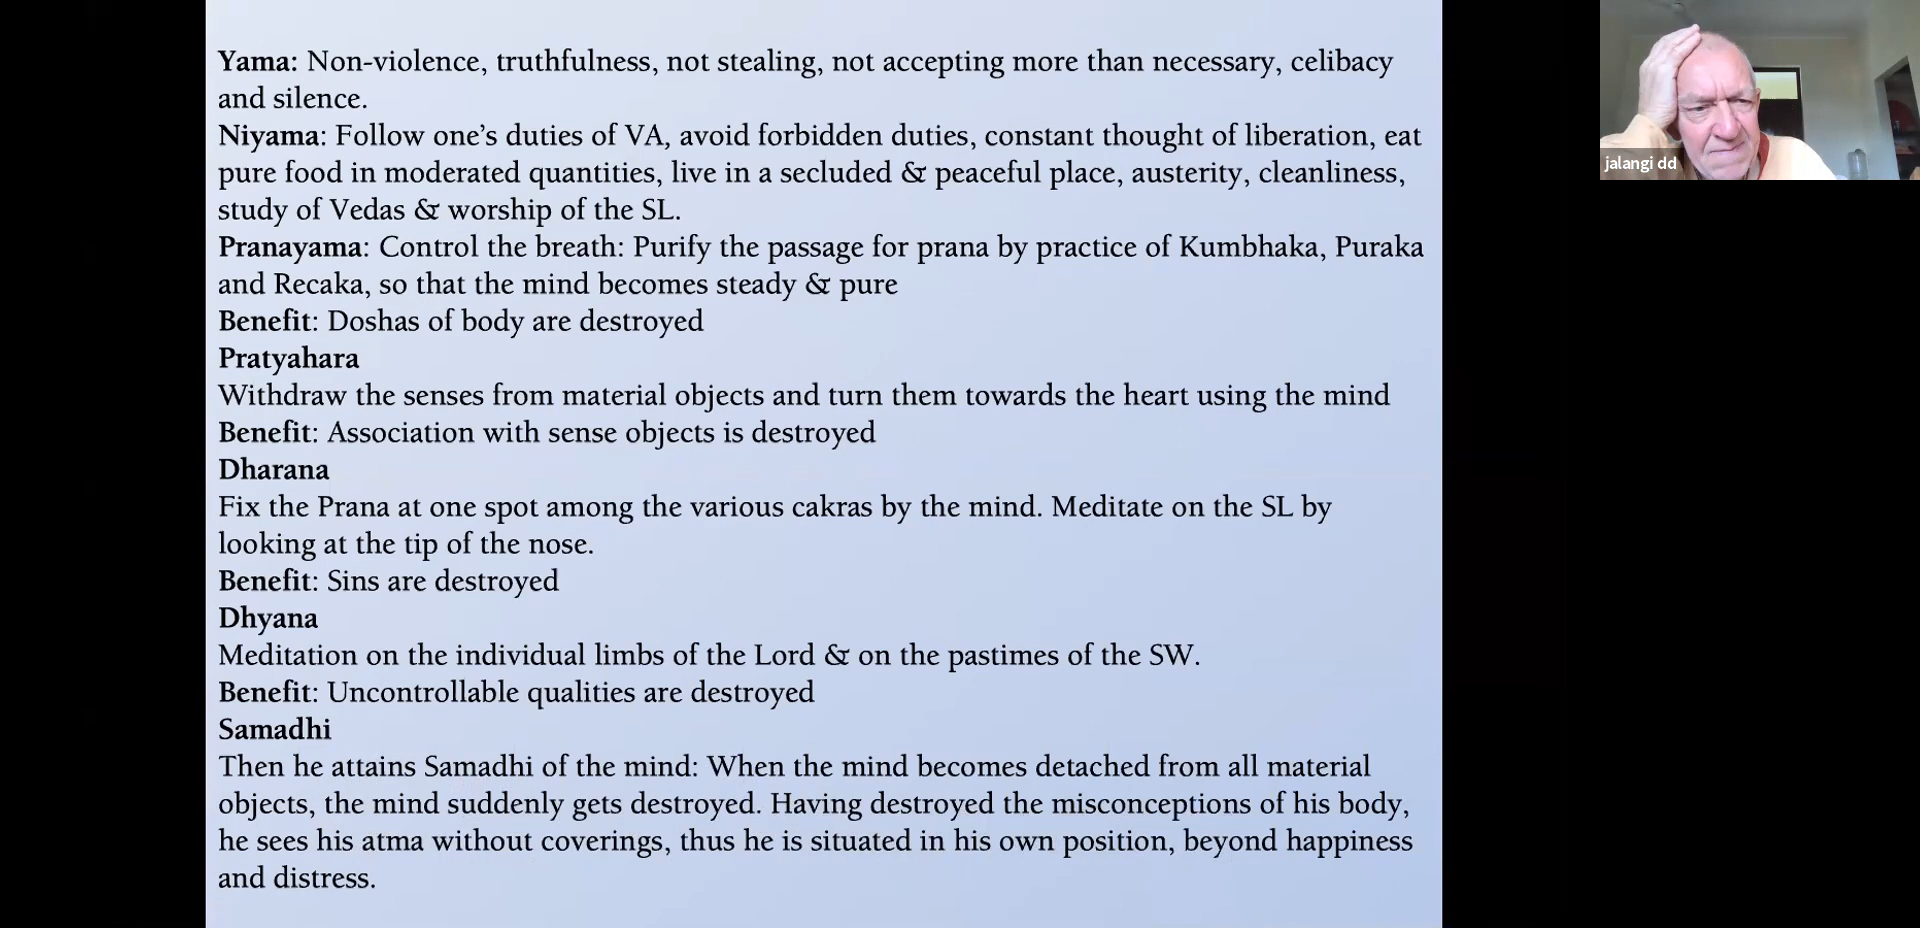 Yama: Non-violence, truthfulness, not stealing, not accepting more than necessary, celibacy
and silence.
Niyama: Follow one’s duties of VA, avoid forbidden duties, constant thought of liberation, eat
pure food in moderated quantities, live in a secluded & peaceful place, austerity, cleanliness,
study of Vedas & worship of the SL.
Pranayama: Control the breath: Purify the passage for prana by practice of Kumbhaka, Puraka
and Recaka, so that the mind becomes steady & pure
Benefit: Doshas of body are destroyed
Pratyahara
Withdraw the senses from material objects and turn them towards the heart using the mind
Benefit: Association with sense objects is destroyed
Dharana
Fix the Prana at one spot among the various cakras by the mind. Meditate on the SL by
looking at the tip of the nose.
Benefit: Sins are destroyed
Dhyana
Meditation on the individual limbs of the Lord & on the pastimes of the SW.
Benefit: Uncontrollable qualities are destroyed
Samadhi
Then he attains Samadhi of the mind: When the mind becomes detached from all material
objects, the mind suddenly gets destroyed. Having destroyed the misconceptions of his body,
he sees his atma without coverings, thus he is situated in his own position, beyond happiness
and distress.
jalangi dd